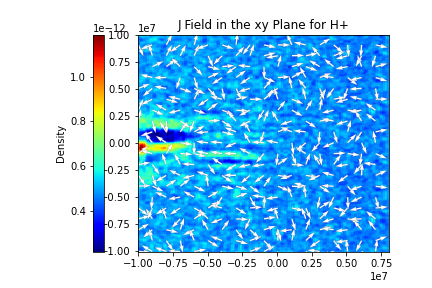 J Field in the xy Plane for H+
1e−12
1e7
1.00
0.75
0.50
0.25
0.00
−0.25
−0.50
−0.75
−1.00
1.0
0.8
0.6
0.4
Density
−1.00 −0.75 −0.50 −0.25 0.00 0.25 0.50 0.75
1e7